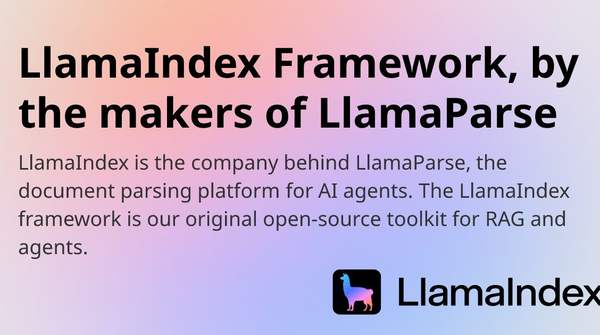 LlamaIndex Framework, by
the makers of LlamaParse
LlamaIndex is the company behind LlamaParse, the
document parsing platform for AI agents. The LlamaIndex
framework is our original open-source toolkit for RAG and
agents.
LlamaIndex